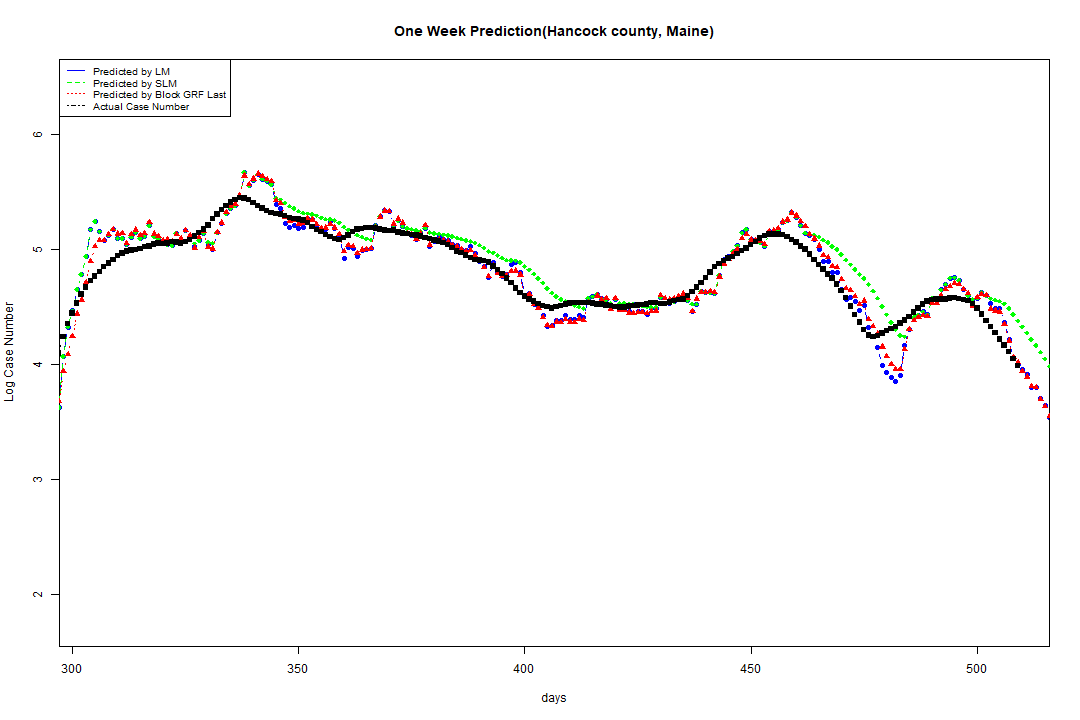 One Week Prediction(Hancock county, Maine)
Predicted by LM
Predicted by SLM
Predicted by Block GRF Last
Actual Case Number
6
5
4
3
2
Log Case Number
300
350
400
450
500
days